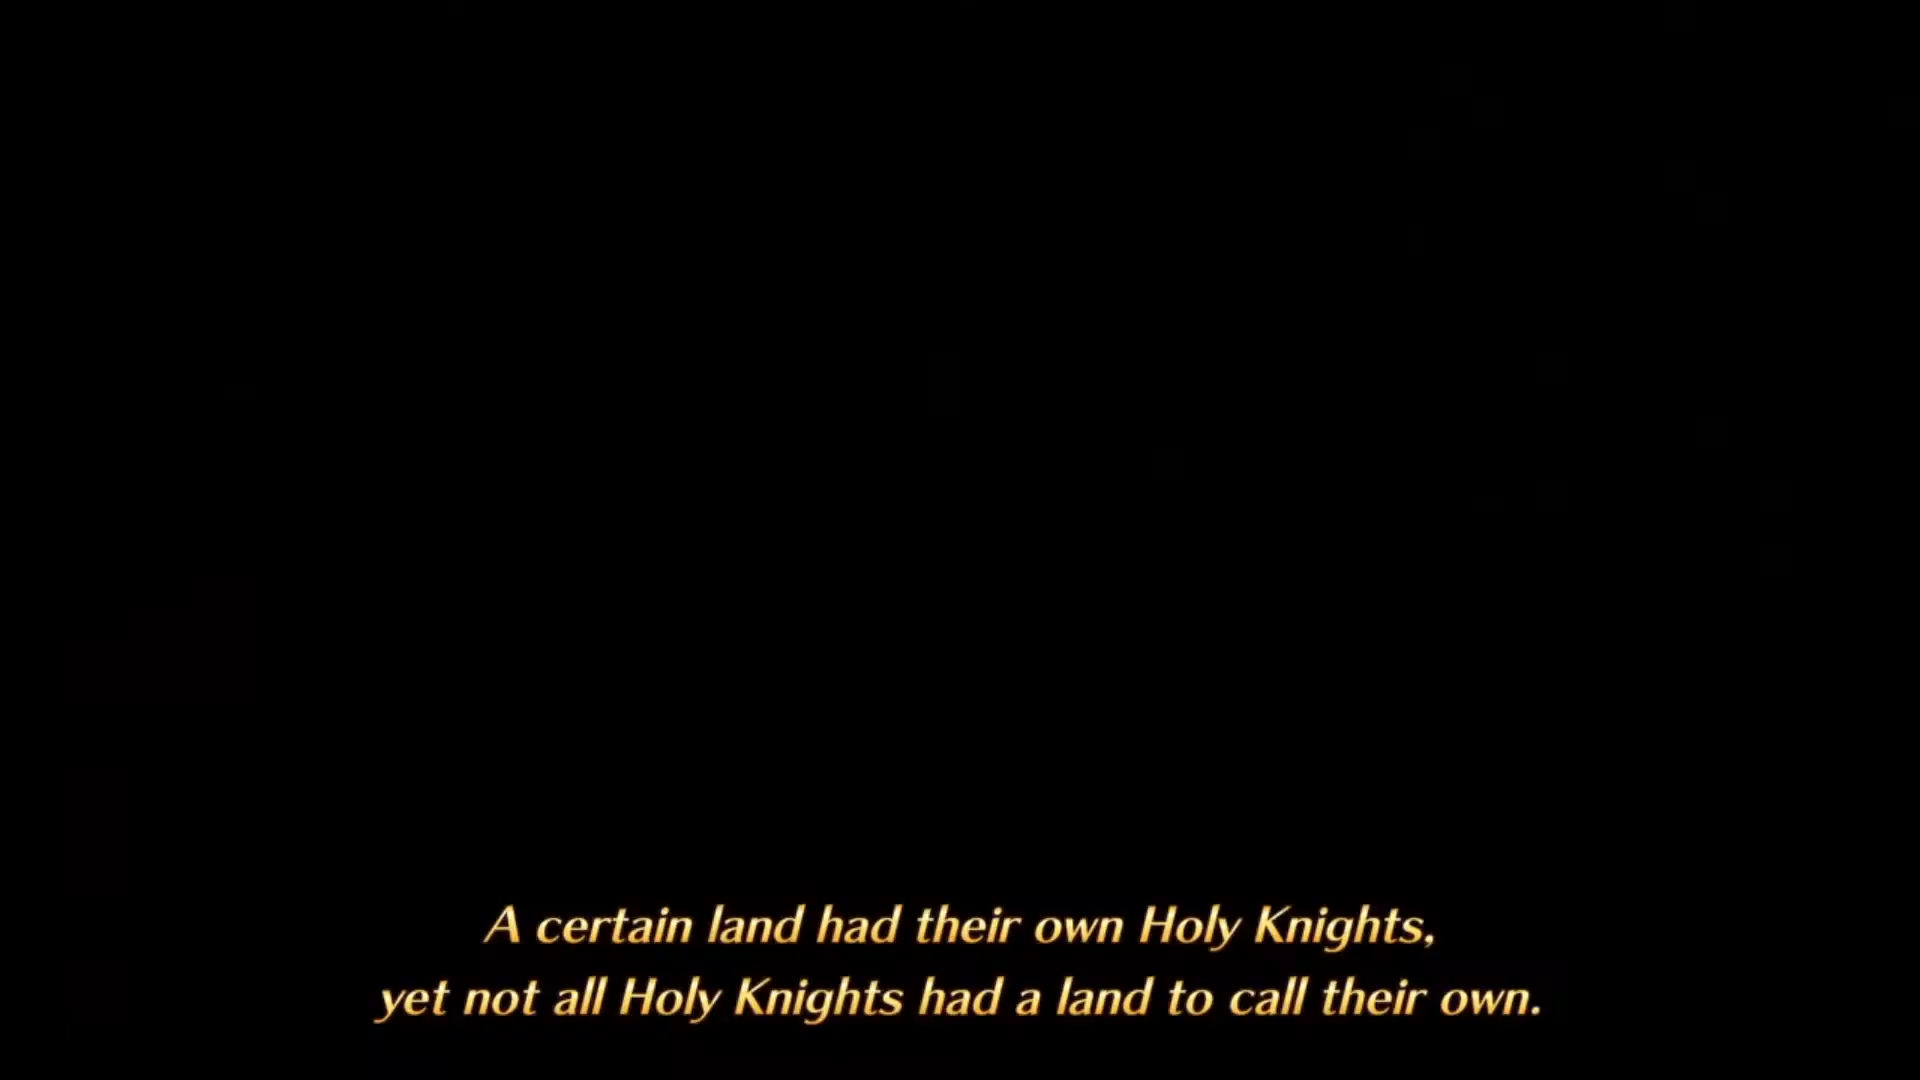 A certain land had their own Holy Knights,
yet not all Holy Knights had a land to call their own.